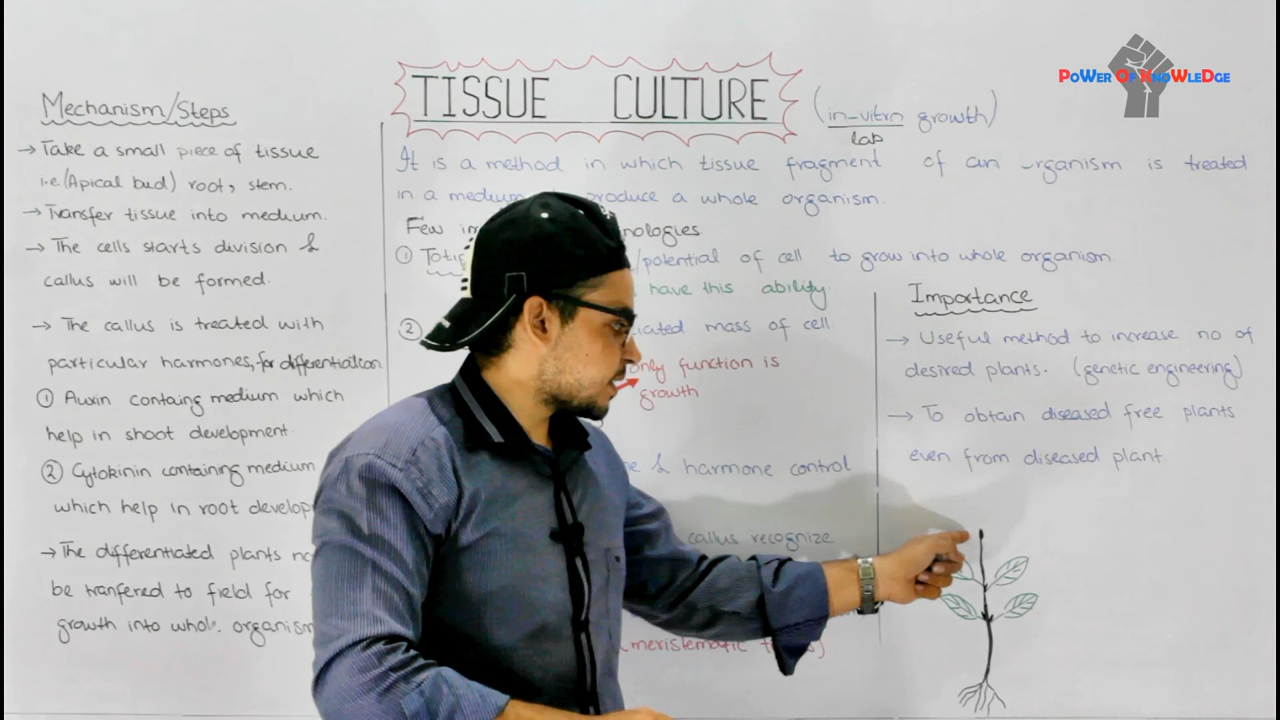 PoWer Of KnoWleDge
TISSUE CULTURE
(in-vitro growth)
lab
It is a method in which tissue fragment of an organism is treated
in a medium produce a whole organism.
Few
① /potential of cell to grow into whole organism
have this ability.
②
mass of cell
only function is
growth
& harmone control
callus recognize
(meristematic
Mechanism/Steps
→ Take a small piece of tissue
i.e (Apical bud) root, stem.
→ Transfer tissue into medium.
→ The cells starts division &
callus will be formed.
→ The callus is treated with
particular harmones, for differentiation
① Auxin containg medium which
help in shoot development.
② Cytokinin containing medium
which help in root
→ The differentiated plants
be tranfered to field for
growth into whole organism
Importance
→ Useful method to increase no of
desired plants. (genetic engineering)
→ To obtain diseased free plants
even from diseased plant.